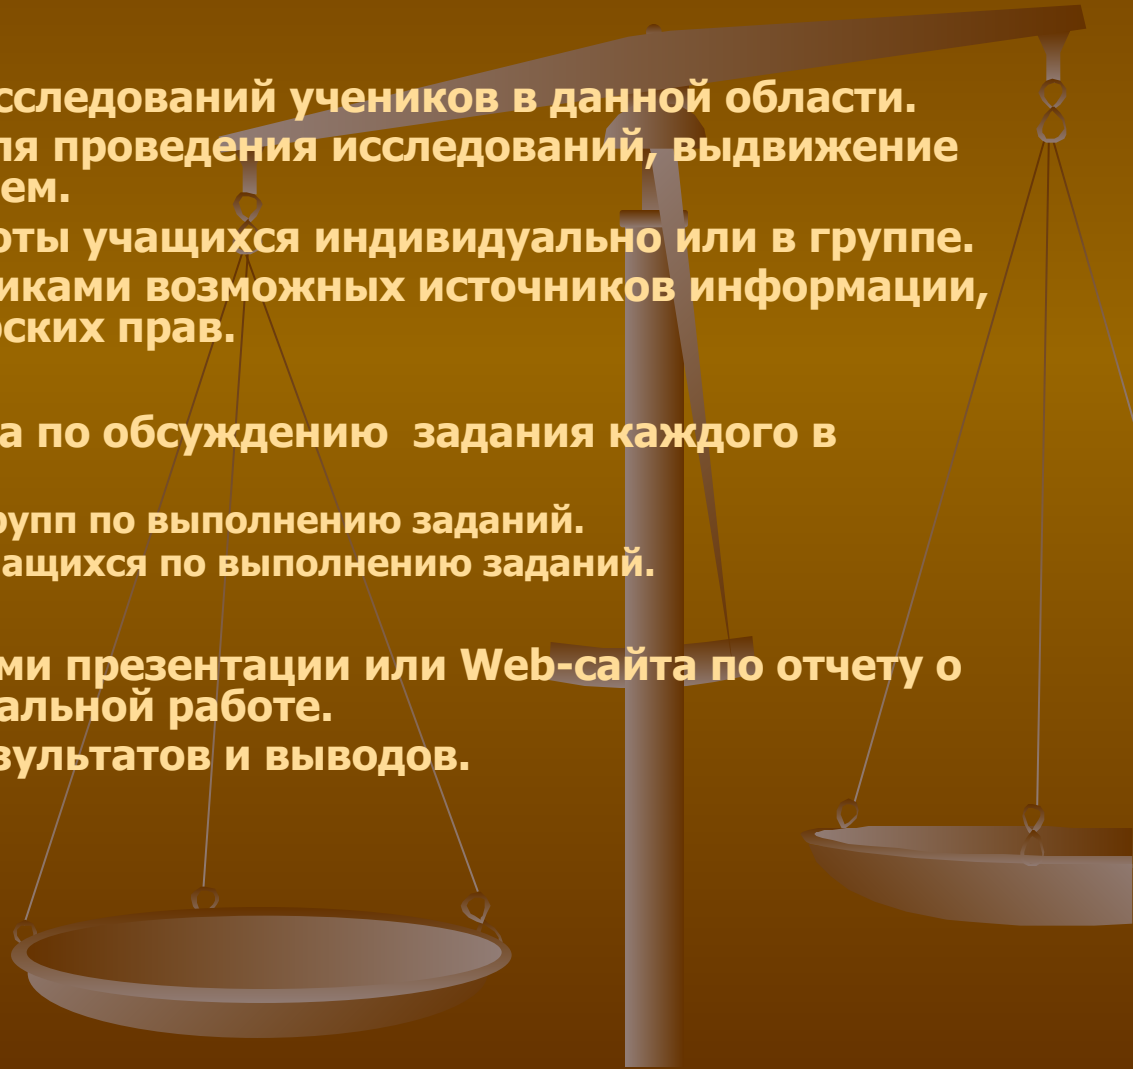 сследований учеников в данной области.
ля проведения исследований, выдвижение
ем.
оты учащихся индивидуально или в группе.
иками возможных источников информации,
рских прав.
а по обсуждению задания каждого в
рупп по выполнению заданий.
ащихся по выполнению заданий.
ми презентации или Web-сайта по отчету о
альной работе.
зультатов и выводов.